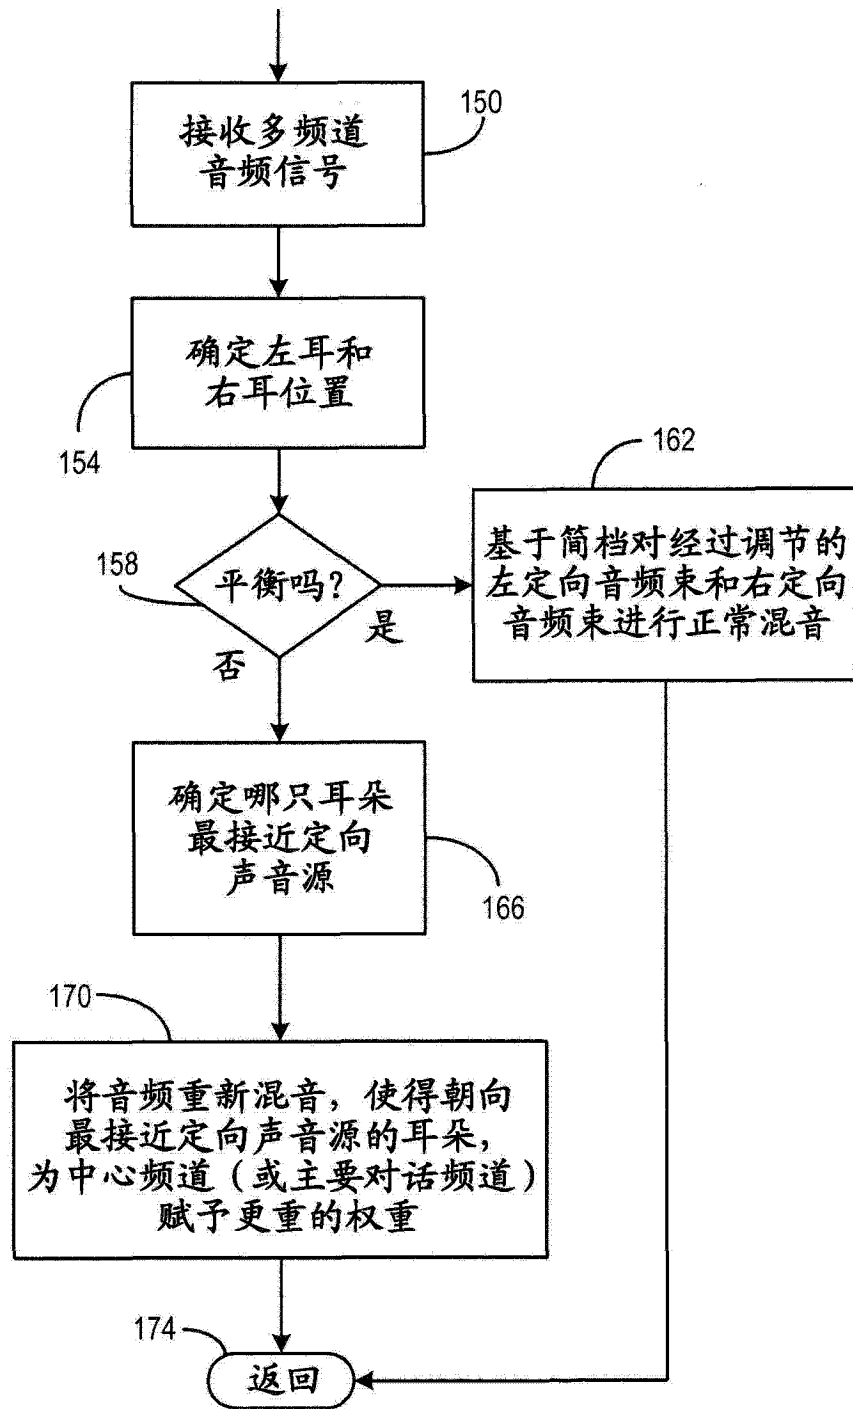 150
接收多频道
音频信号
确定左耳和
右耳位置
154
162
158
平衡吗？
是
否
基于简档对经过调节的
左定向音频束和右定向
音频束进行正常混音
确定哪只耳朵
最接近定向
声音源
166
170
将音频重新混音，使得朝向
最接近定向声音源的耳朵，
为中心频道（或主要对话频道）
赋予更重的权重
174
返回